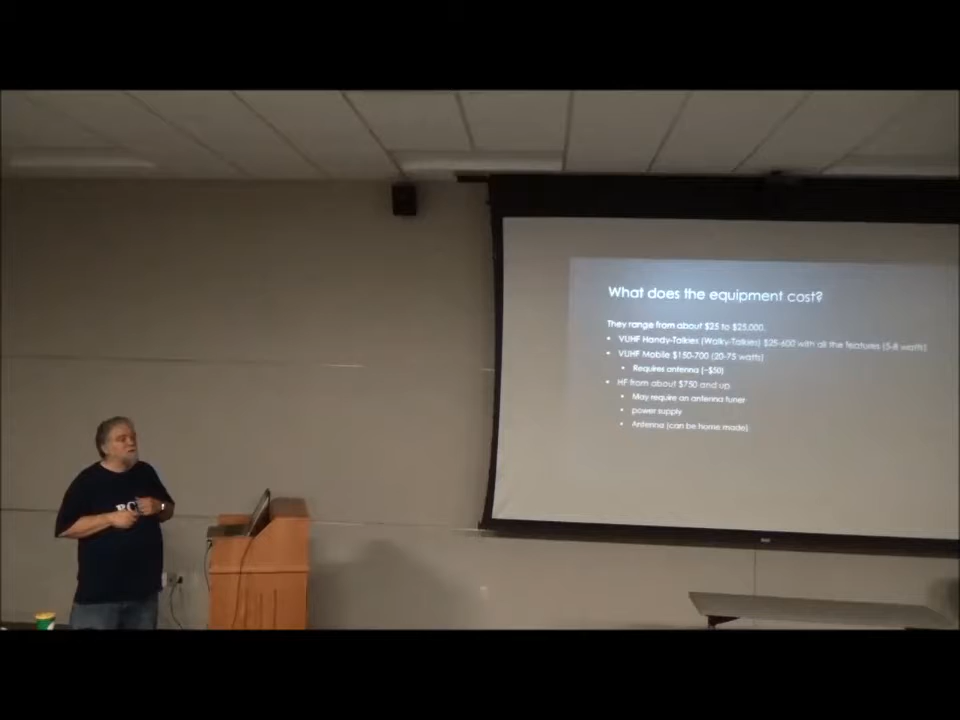 What does the equipment cost?
They range from about $25 to $25,000.
• VUHF Handy-Talkies (Walky-Talkies) $25-600 with all the features (5-8 watts)
• VUHF Mobile $150-700 (20-75 watts)
• Requires antenna (~$50)
• HF from about $750 and up
• May require an antenna tuner
• power supply
• Antenna (can be home made)